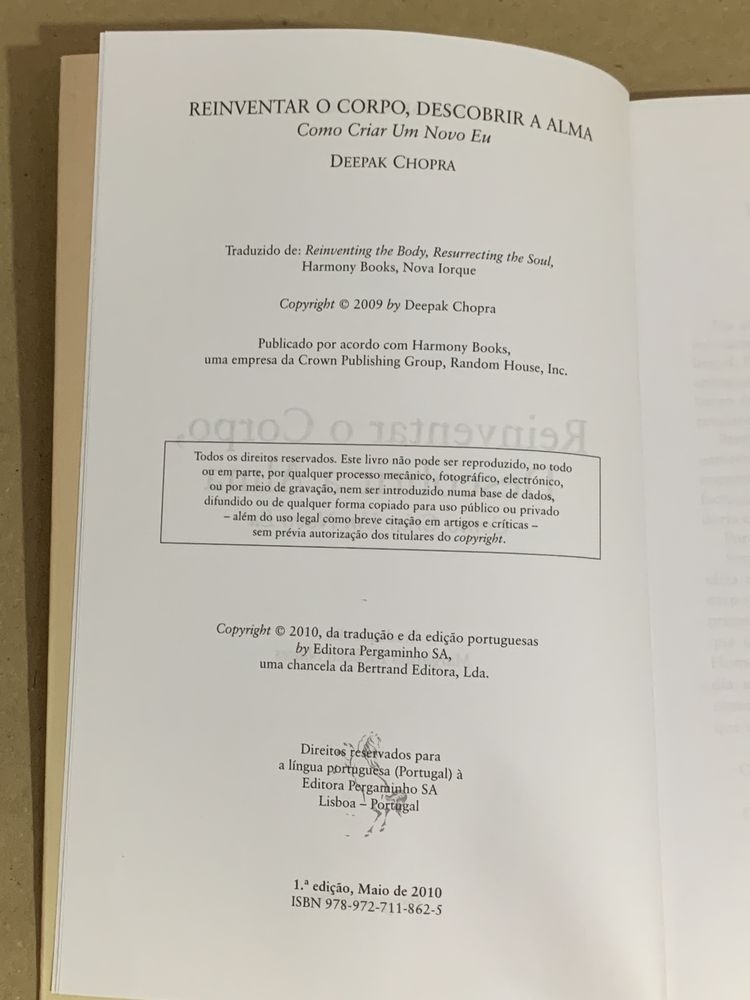 REINVENTAR O CORPO, DESCOBRIR A ALMA
Como Criar Um Novo Eu
DEEPAK CHOPRA
Traduzido de: Reinventing the Body, Resurrecting the Soul,
Harmony Books, Nova Iorque
Copyright © 2009 by Deepak Chopra
Publicado por acordo com Harmony Books,
uma empresa da Crown Publishing Group, Random House, Inc.
Reinventar o Corpo,
Todos os direitos reservados. Este livro não pode ser reproduzido, no todo
ou em parte, por qualquer processo mecânico, fotográfico, electrónico,
ou por meio de gravação, nem ser introduzido numa base de dados,
difundido ou de qualquer forma copiado para uso público ou privado
– além do uso legal como breve citação em artigos e críticas –
sem prévia autorização dos titulares do copyright.
Copyright © 2010, da tradução e da edição portuguesas
by Editora Pergaminho SA,
uma chancela da Bertrand Editora, Lda.
Direitos reservados para
a língua portuguesa (Portugal) à
Editora Pergaminho SA
Lisboa – Portugal
1.ª edição, Maio de 2010
ISBN 978-972-711-862-5